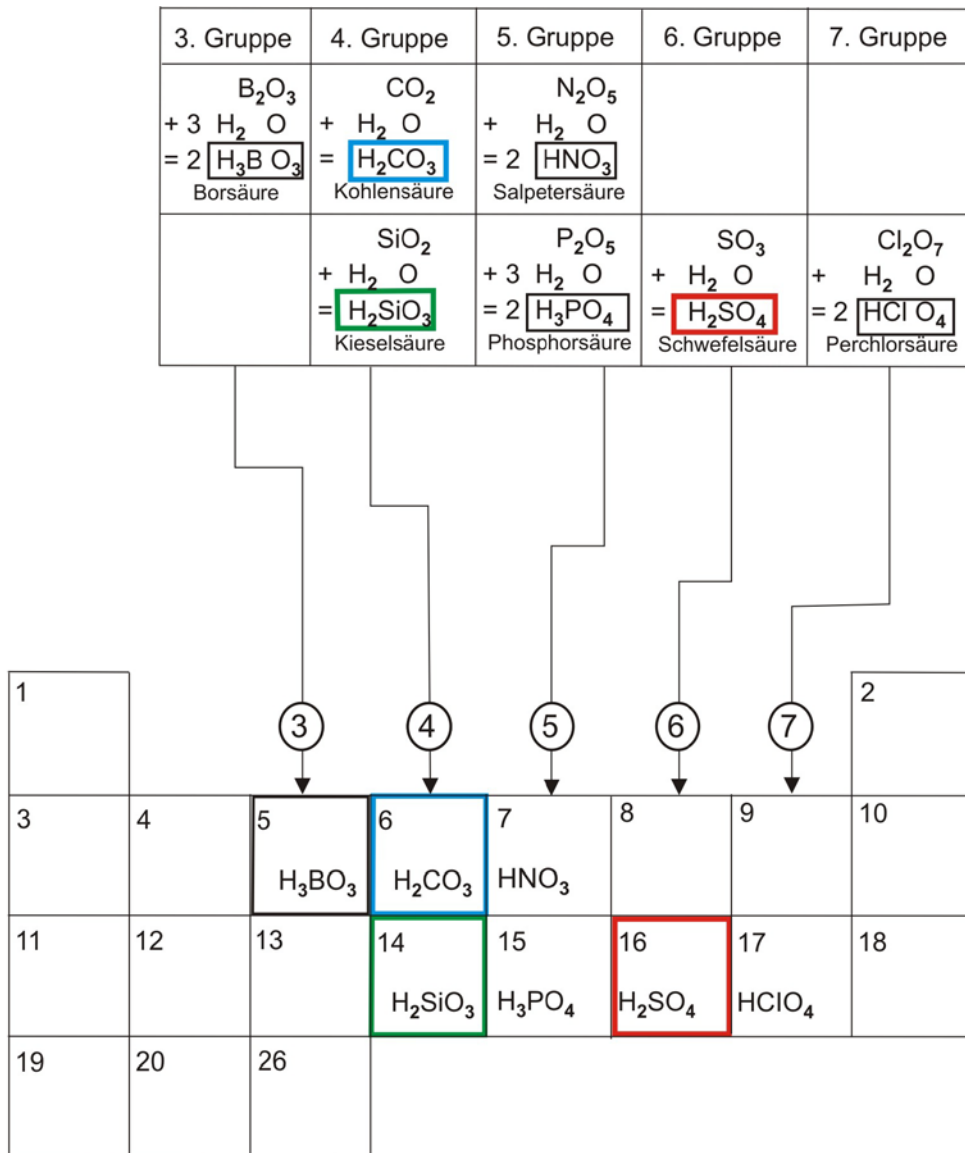 3. Gruppe 4. Gruppe 5. Gruppe 6. Gruppe 7. Gruppe
B₂O₃ CO₂ N₂O₅
+ 3 H₂ O + H₂ O + H₂ O
= 2 H₃B O₃ = H₂CO₃ = 2 HNO₃
Borsäure Kohlensäure Salpetersäure
SiO₂ P₂O₅ SO₃ Cl₂O₇
+ H₂ O + 3 H₂ O + H₂ O + H₂ O
= H₂SiO₃ = 2 H₃PO₄ = H₂SO₄ = 2 HCl O₄
Kieselsäure Phosphorsäure Schwefelsäure Perchlorsäure
1 2
3 4 5 6 7
3 4 5 6 7 8 9 10
H₃BO₃ H₂CO₃ HNO₃
11 12 13 14 15 16 17 18
H₂SiO₃ H₃PO₄ H₂SO₄ HClO₄
19 20 26